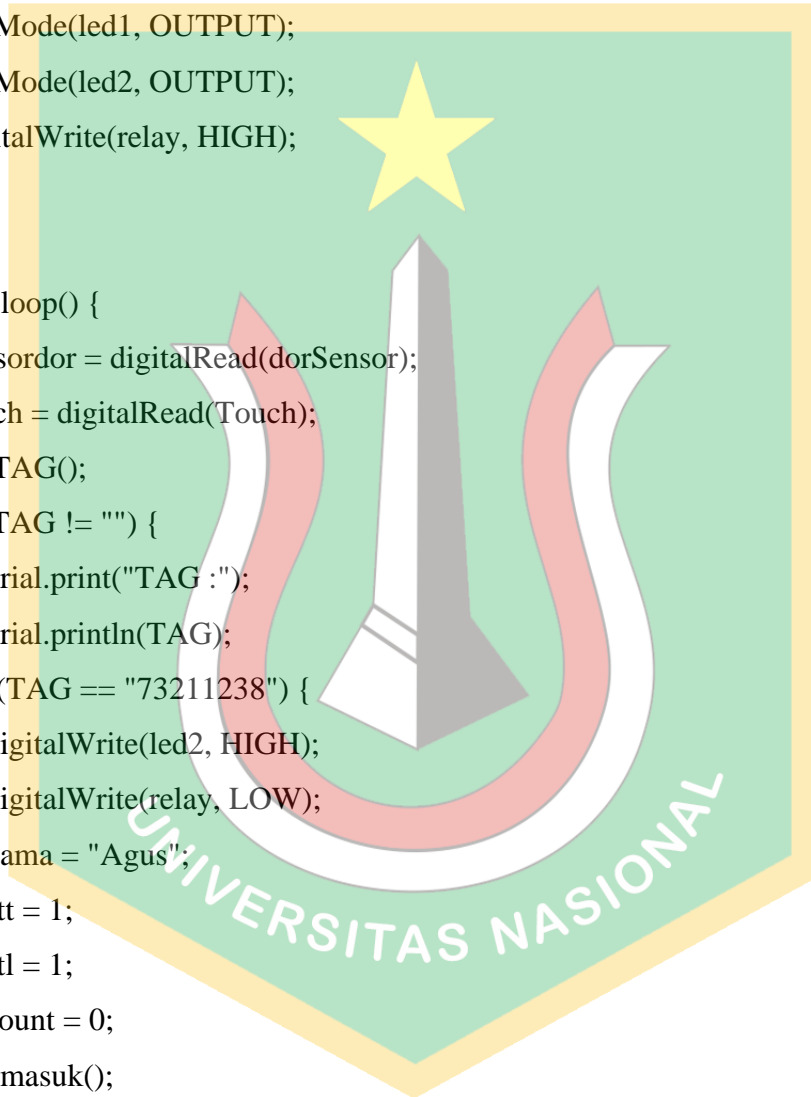 Mode(led1, OUTPUT);
Mode(led2, OUTPUT);
italWrite(relay, HIGH);
loop() {
sordor = digitalRead(dorSensor);
ch = digitalRead(Touch);
TAG();
TAG != "") {
rial.print("TAG :");
rial.println(TAG);
(TAG == "73211238") {
igitalWrite(led2, HIGH);
igitalWrite(relay, LOW);
ama = "Agus";
tt = 1;
tl = 1;
ount = 0;
masuk();
UNIVERSITAS NASIONAL